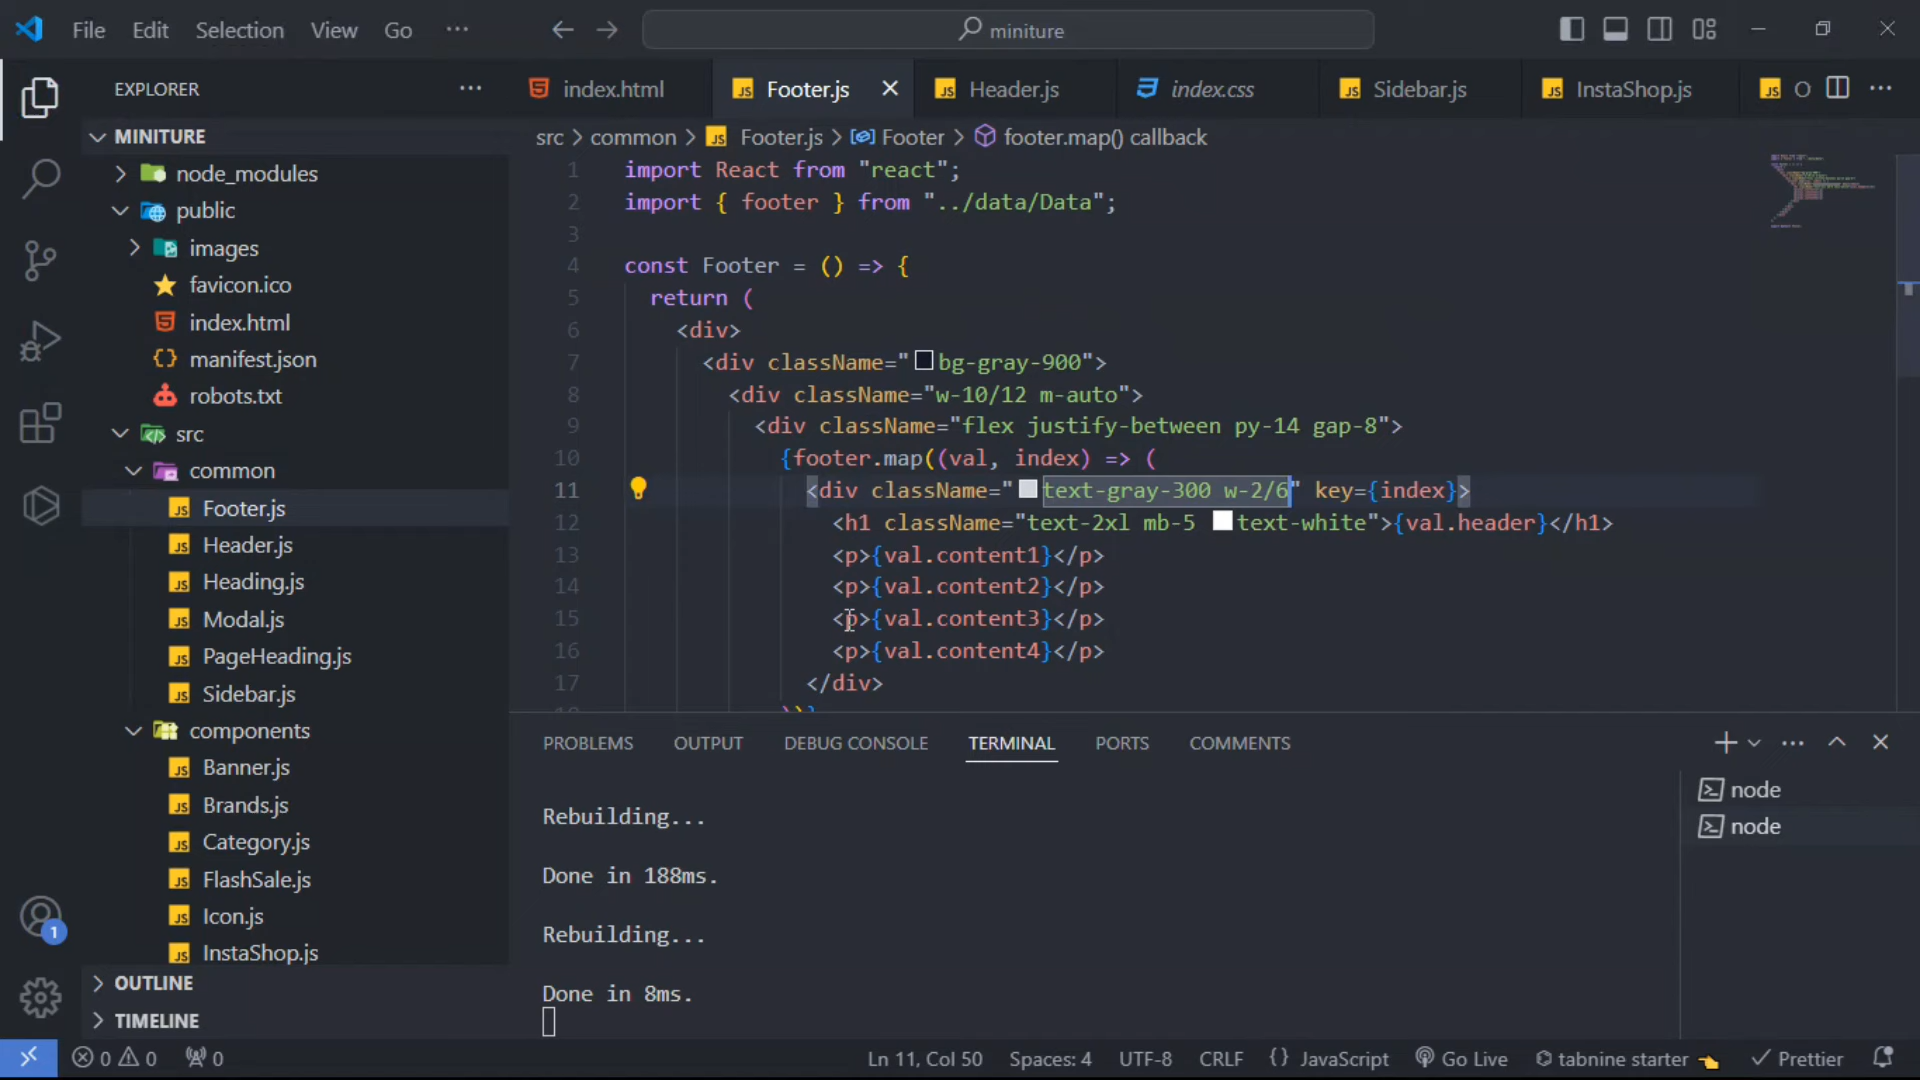 File Edit Selection View Go ··· miniture
EXPLORER ···
MINITURE
node_modules
public
images
favicon.ico
index.html
manifest.json
robots.txt
src
common
Footer.js
Header.js
Heading.js
Modal.js
PageHeading.js
Sidebar.js
components
Banner.js
Brands.js
Category.js
FlashSale.js
Icon.js
InstaShop.js
OUTLINE
TIMELINE
index.html JS Footer.js JS Header.js index.css JS Sidebar.js JS InstaShop.js JS O ···
src > common > JS Footer.js > Footer > footer.map() callback
1 import React from "react";
2 import { footer } from "../data/Data";
3
4 const Footer = () => {
5 return (
6 <div>
7 <div className="bg-gray-900">
8 <div className="w-10/12 m-auto">
9 <div className="flex justify-between py-14 gap-8">
10 {footer.map((val, index) => (
11 <div className="text-gray-300 w-2/6" key={index}>
12 <h1 className="text-2xl mb-5 text-white">{val.header}</h1>
13 <p>{val.content1}</p>
14 <p>{val.content2}</p>
15 <p>{val.content3}</p>
16 <p>{val.content4}</p>
17 </div>
))}
PROBLEMS OUTPUT DEBUG CONSOLE TERMINAL PORTS COMMENTS
Rebuilding...
Done in 188ms.
Rebuilding...
Done in 8ms.
node
node
1
0 0 0 Ln 11, Col 50 Spaces: 4 UTF-8 CRLF {} JavaScript Go Live tabnine starter Prettier